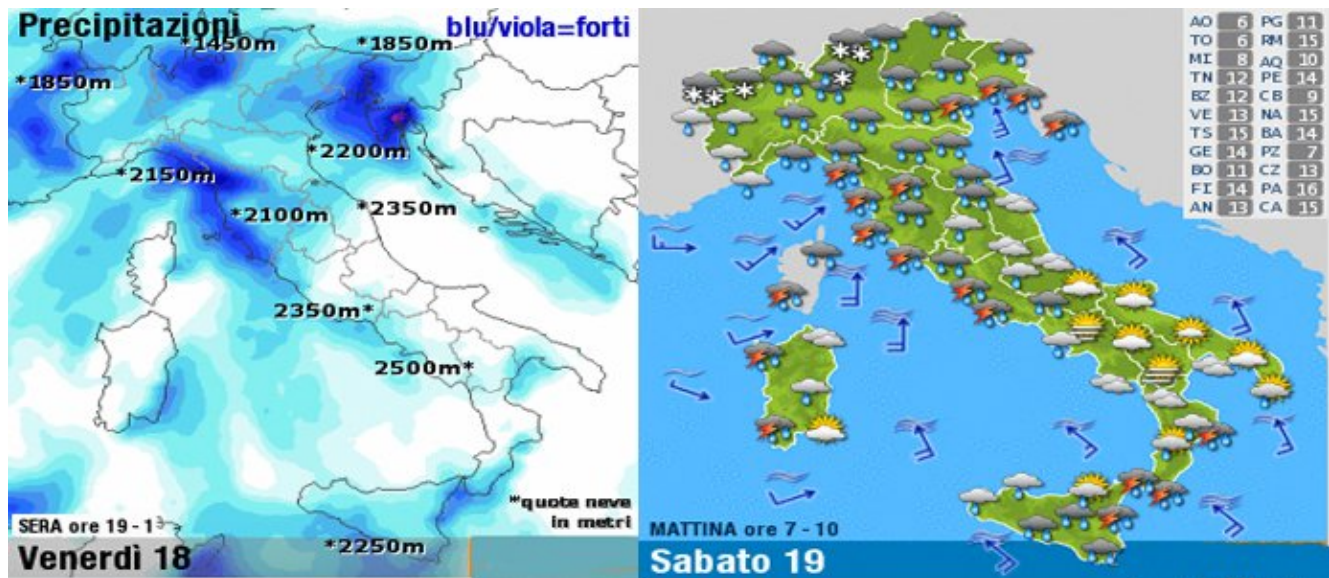 Precipitazioni
blu/viola=forti
*1450m
*1850m
*1850m
*2200m
*2150m
*2100m
*2350m
2350m*
2500m*
*quote neve
in metri
SERA ore 19 - 1
*2250m
Venerdì 18
AO 6 PG 11
TO 6 RM 15
MI 8 AQ 10
TN 12 PE 14
BZ 12 CB 9
VE 13 NA 15
TS 15 BA 14
GE 14 PZ 7
BO 11 CZ 13
FI 14 PA 16
AN 13 CA 15
MATTINA ore 7 - 10
Sabato 19